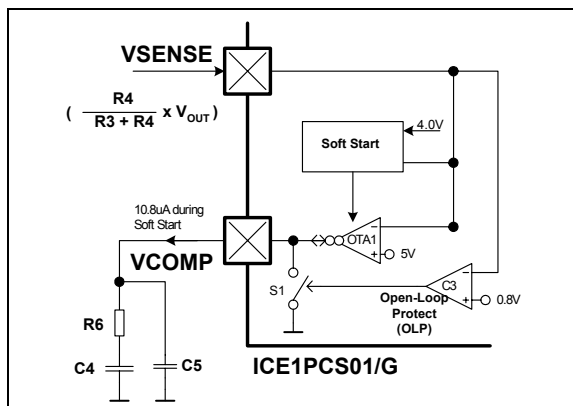 VSENSE
( R4 / R3 + R4 x VOUT )
4.0V
Soft Start
10.8uA during
Soft Start
VCOMP
OTA1
−
+
5V
S1
C3
−
+
0.8V
Open-Loop
Protect
(OLP)
R6
C4
C5
ICE1PCS01/G